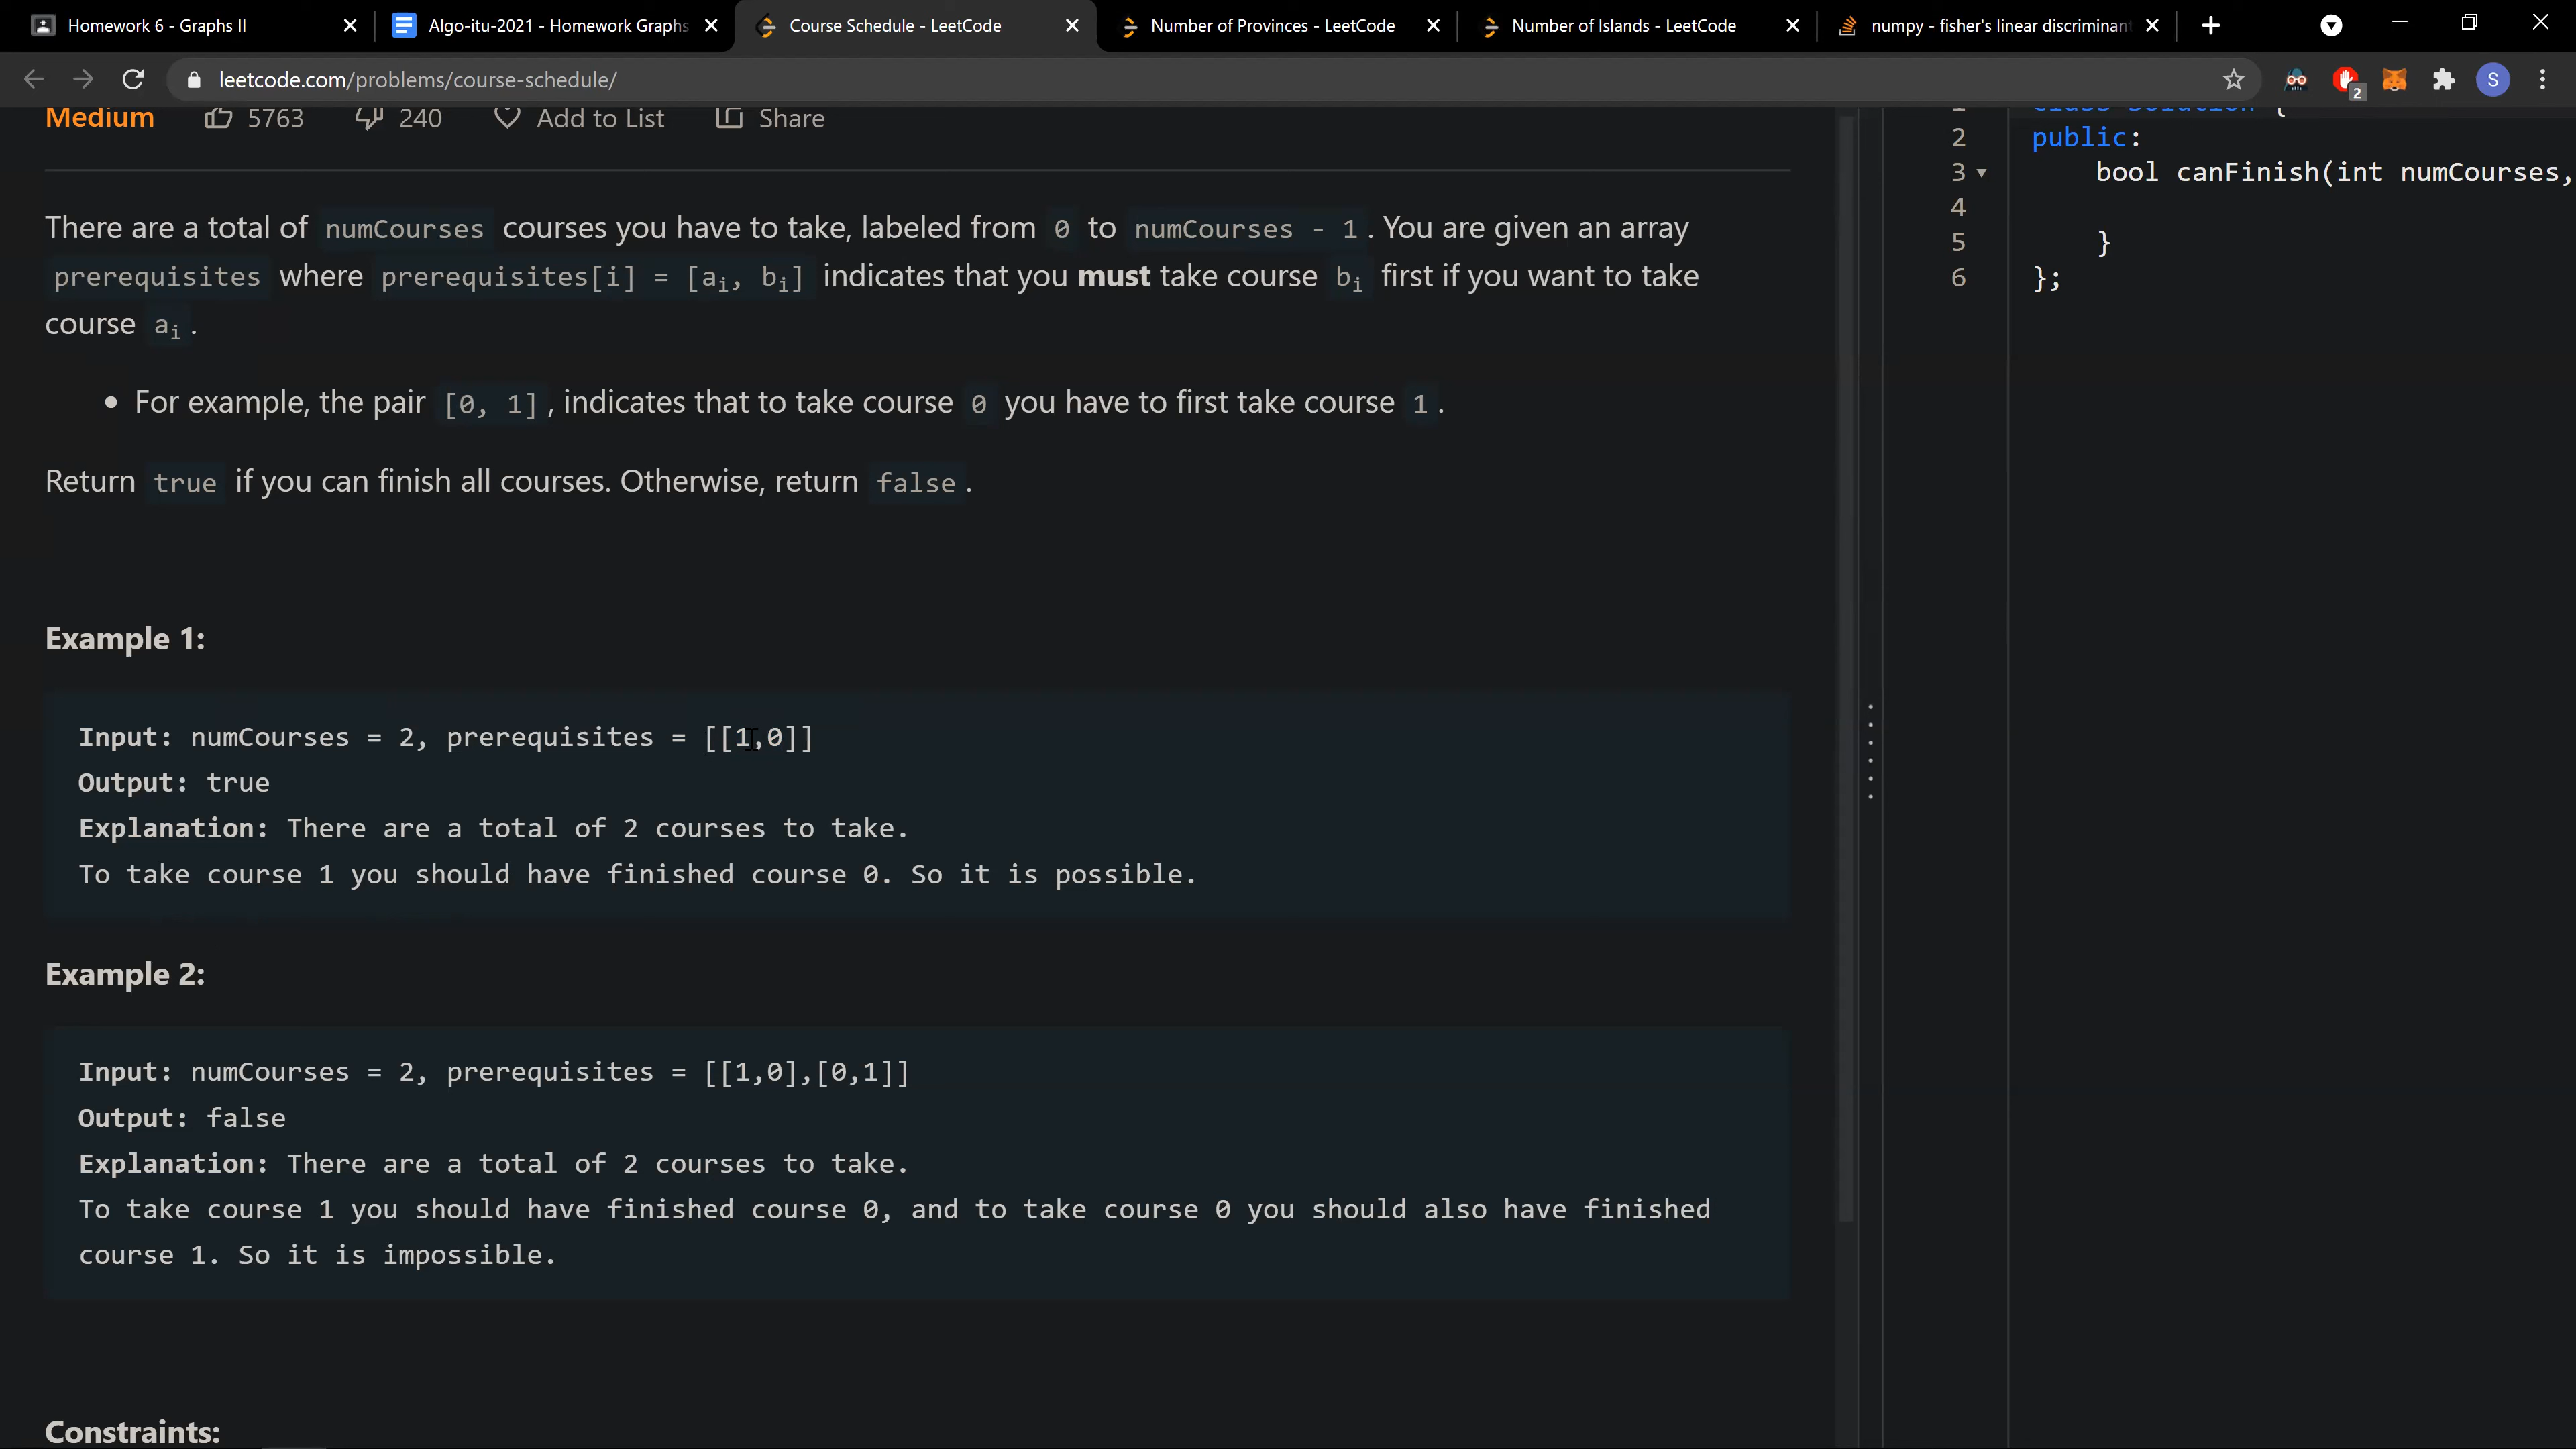 Homework 6 - Graphs II
Algo-itu-2021 - Homework Graphs
Course Schedule - LeetCode
Number of Provinces - LeetCode
Number of Islands - LeetCode
numpy - fisher's linear discriminant
leetcode.com/problems/course-schedule/
2
S
Medium 5763 240 Add to List Share
There are a total of numCourses courses you have to take, labeled from 0 to numCourses - 1. You are given an array
prerequisites where prerequisites[i] = [ai, bi] indicates that you must take course bi first if you want to take
course ai.
• For example, the pair [0, 1], indicates that to take course 0 you have to first take course 1.
Return true if you can finish all courses. Otherwise, return false.
Example 1:
Input: numCourses = 2, prerequisites = [[1,0]]
Output: true
Explanation: There are a total of 2 courses to take.
To take course 1 you should have finished course 0. So it is possible.
Example 2:
Input: numCourses = 2, prerequisites = [[1,0],[0,1]]
Output: false
Explanation: There are a total of 2 courses to take.
To take course 1 you should have finished course 0, and to take course 0 you should also have finished
course 1. So it is impossible.
Constraints:
1 class Solution {
2 public:
3 bool canFinish(int numCourses,
4
5 }
6 };